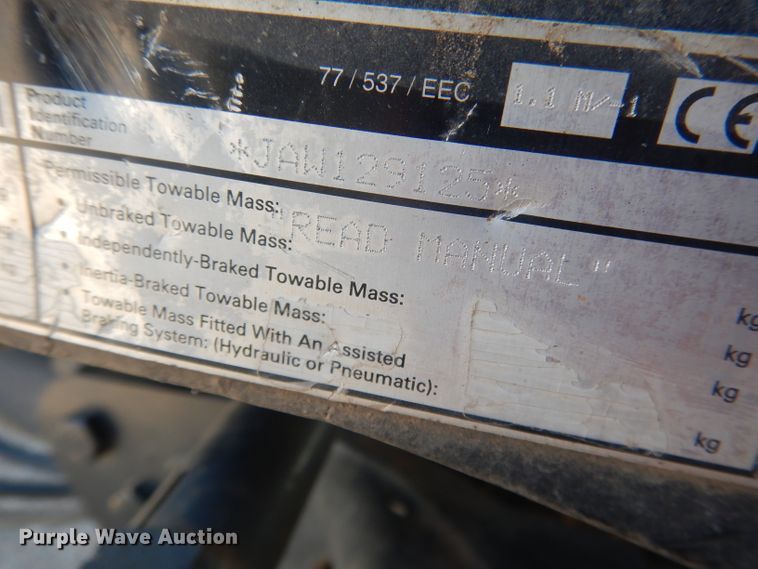 77 / 537 / EEC
1.1 M/-1
CE
Product
Identification
Number
*JAW129125*
Permissible Towable Mass:
"READ MANUAL"
• Unbraked Towable Mass:
• Independently-Braked Towable Mass:
kg
• Inertia-Braked Towable Mass:
kg
• Towable Mass Fitted With An Assisted
Braking System: (Hydraulic or Pneumatic):
kg
kg
Purple Wave Auction